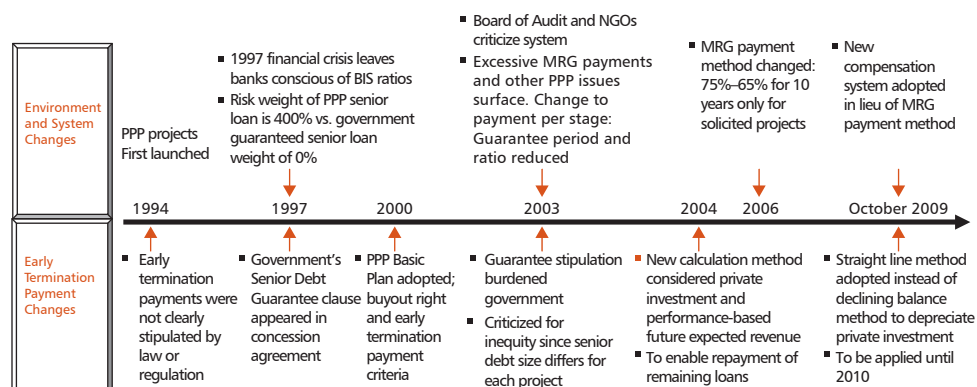 Environment
and System
Changes
PPP projects
First launched
▪ 1997 financial crisis leaves
banks conscious of BIS ratios
▪ Risk weight of PPP senior
loan is 400% vs. government
guaranteed senior loan
weight of 0%
▪ Board of Audit and NGOs
criticize system
▪ Excessive MRG payments
and other PPP issues
surface. Change to
payment per stage:
Guarantee period and
ratio reduced
▪ MRG payment
method changed:
75%–65% for 10
years only for
solicited projects
▪ New
compensation
system adopted
in lieu of MRG
payment method
1994
1997
2000
2003
2004
2006
October 2009
Early
Termination
Payment
Changes
▪ Early
termination
payments were
not clearly
stipulated by
law or
regulation
▪ Government’s
Senior Debt
Guarantee clause
appeared in
concession
agreement
▪ PPP Basic
Plan adopted;
buyout right
and early
termination
payment
criteria
▪ Guarantee stipulation
burdened
government
▪ Criticized for
inequity since senior
debt size differs for
each project
▪ New calculation method
considered private
investment and
performance-based
future expected revenue
▪ To enable repayment of
remaining loans
▪ Straight line method
adopted instead of
declining balance
method to depreciate
private investment
▪ To be applied until
2010